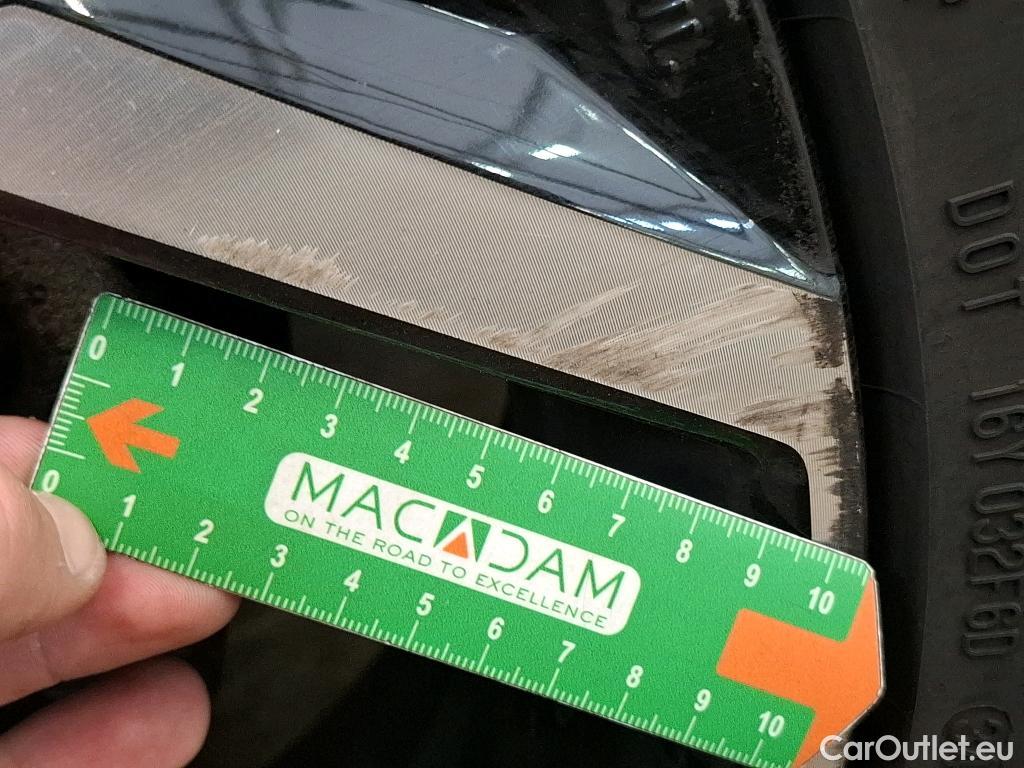 0 1 2 3 4 5 6 7 8 9 10
MACADAM
ON THE ROAD TO EXCELLENCE
0 1 2 3 4 5 6 7 8 9 10
DOT 16Y 032F6D
CarOutlet.eu